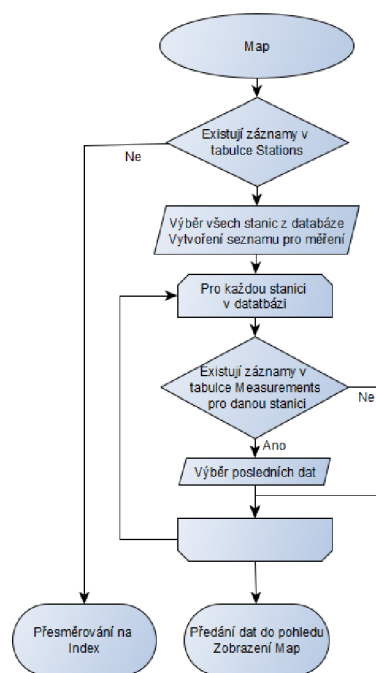 Map
Existují záznamy v
tabulce Stations
Ne
Výběr všech stanic z databáze
Vytvoření seznamu pro měření
Pro každou stanici
v datatbázi
Existují záznamy v
tabulce Measurements
pro danou stanici
Ne
Ano
Výběr posledních dat
Přesměrování na
Index
Předání dat do pohledu
Zobrazení Map